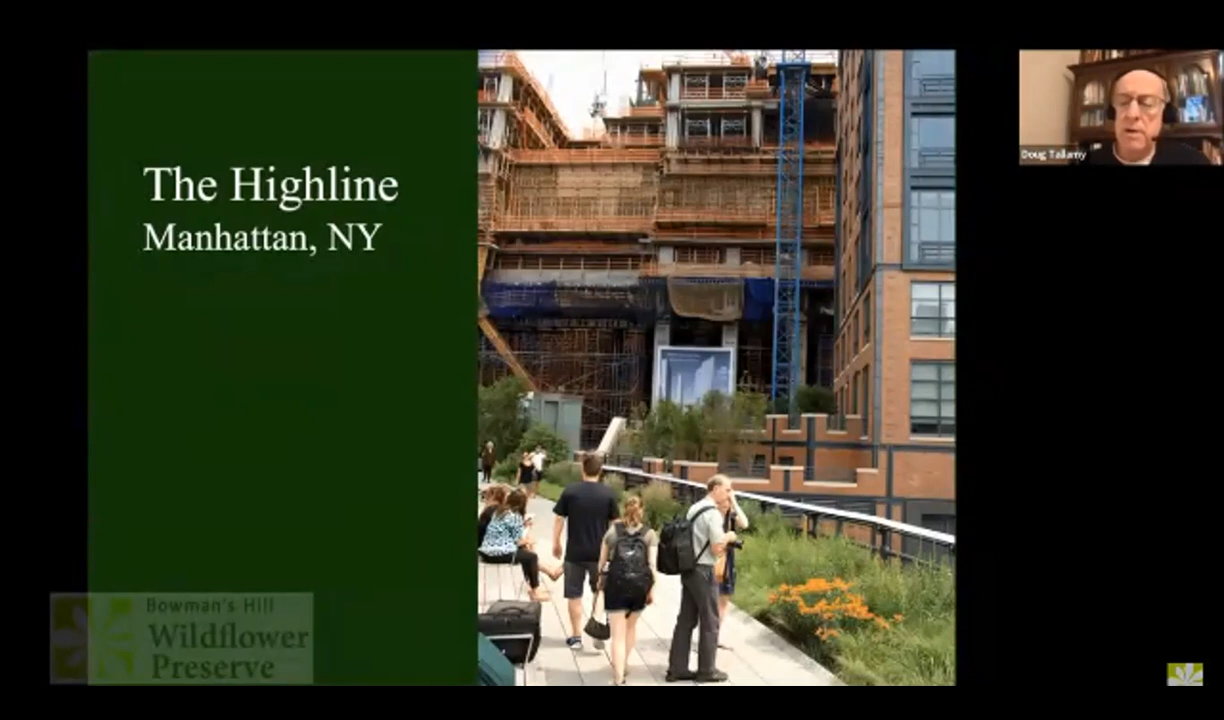 The Highline
Manhattan, NY
Doug Tallamy
Bowman's Hill
Wildflower
Preserve